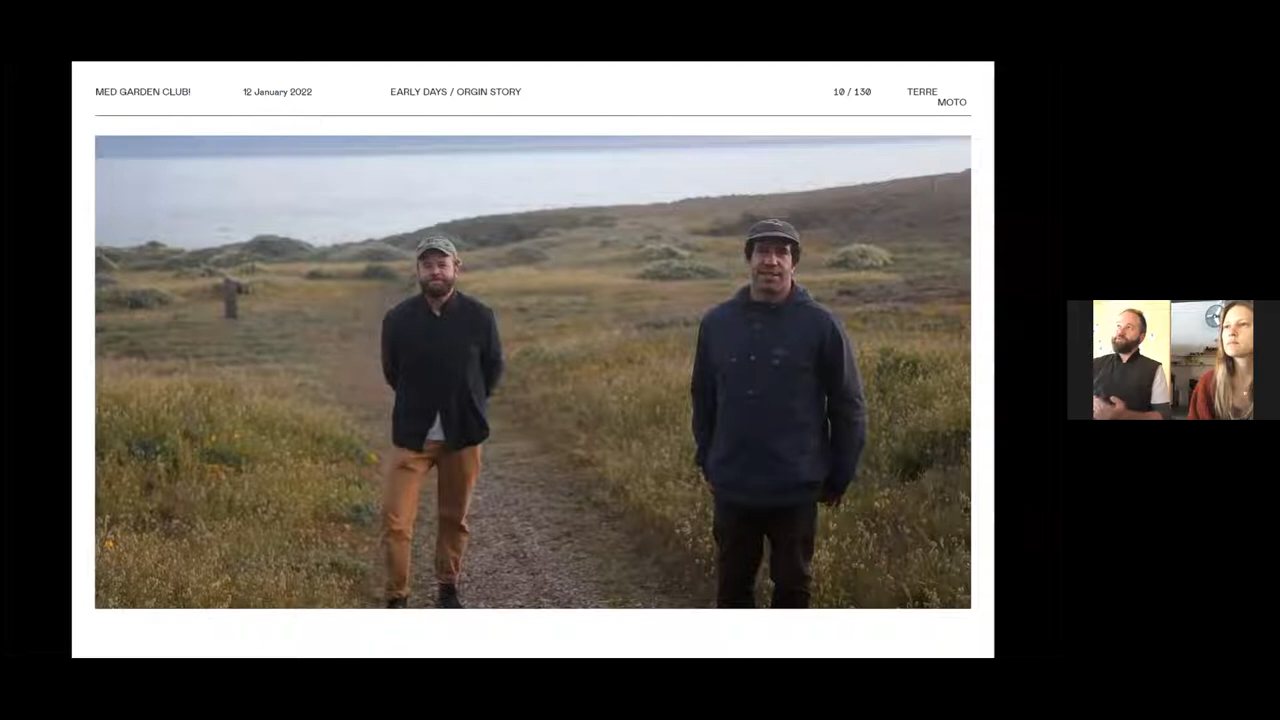 MED GARDEN CLUB!
12 January 2022
EARLY DAYS / ORGIN STORY
10 / 130
TERRE
MOTO